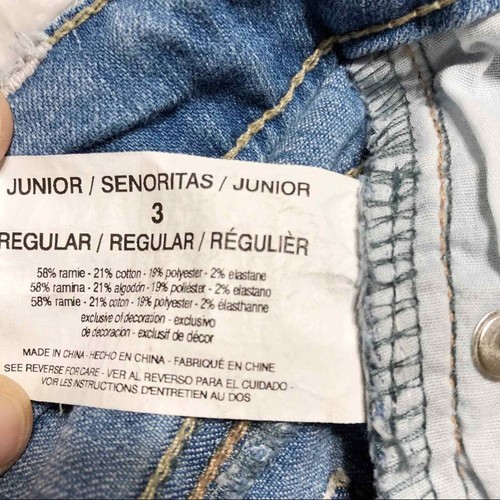 JUNIOR / SENORITAS / JUNIOR
3
REGULAR / REGULAR / RÉGULIÈR
58% ramie - 21% cotton - 19% polyester - 2% elastane
58% ramina - 21% algodón - 19% poliéster - 2% elastano
58% ramie - 21% coton - 19% polyester - 2% élasthanne
exclusive of decoration - exclusivo
de decoracion - exclusif de décor
MADE IN CHINA - HECHO EN CHINA - FABRIQUÉ EN CHINE
SEE REVERSE FOR CARE - VER AL REVERSO PARA EL CUIDADO -
VOIR LES INSTRUCTIONS D'ENTRETIEN AU DOS